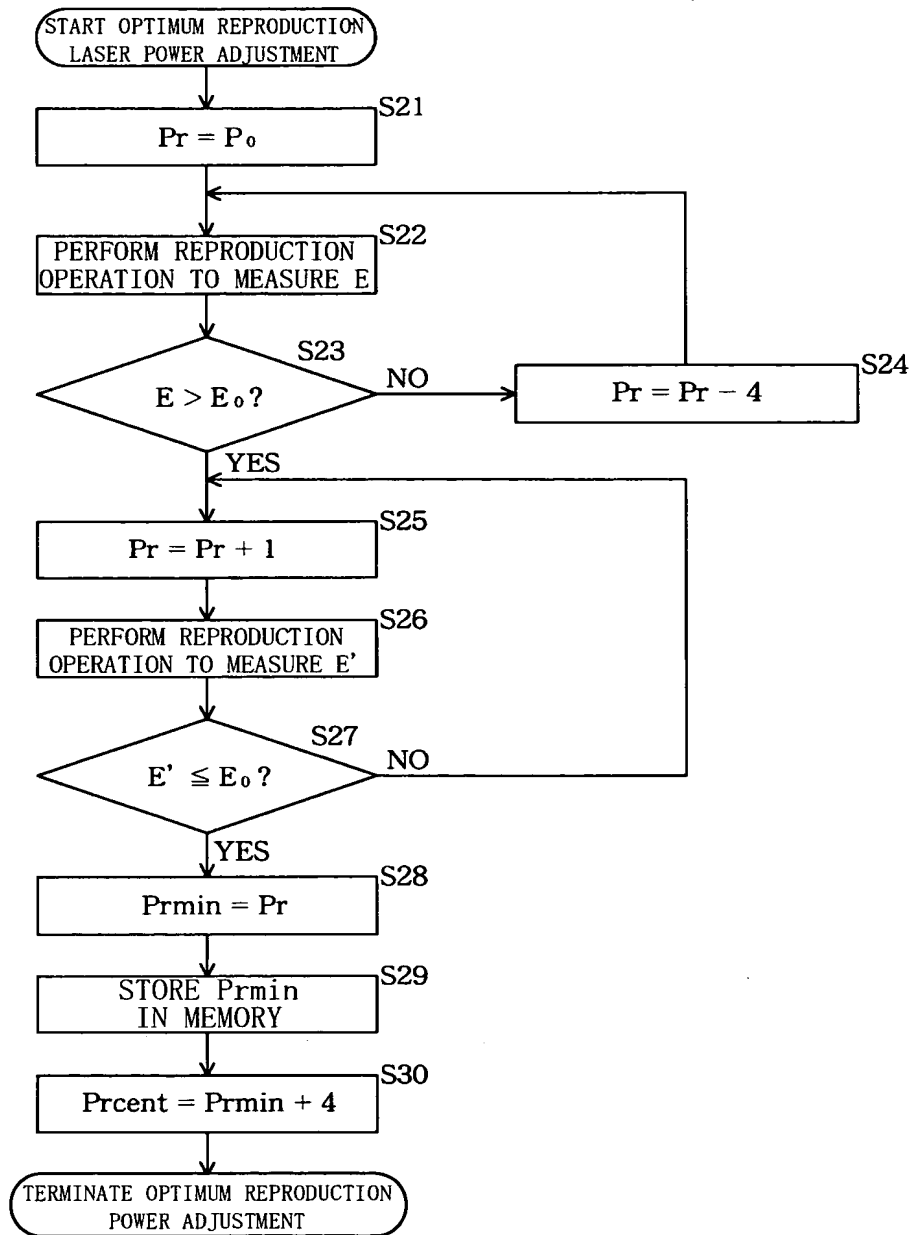 START OPTIMUM REPRODUCTION
LASER POWER ADJUSTMENT
S21
Pr = P₀
S22
PERFORM REPRODUCTION
OPERATION TO MEASURE E
S23
E > E₀?
NO
S24
Pr = Pr − 4
YES
S25
Pr = Pr + 1
S26
PERFORM REPRODUCTION
OPERATION TO MEASURE E'
S27
E' ≦ E₀?
NO
YES
S28
Prmin = Pr
S29
STORE Prmin
IN MEMORY
S30
Prcent = Prmin + 4
TERMINATE OPTIMUM REPRODUCTION
POWER ADJUSTMENT